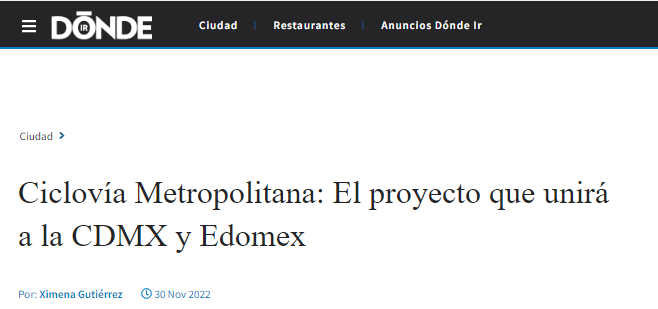 DÓNDE IR Ciudad Restaurantes Anuncios Dónde Ir
Ciudad
Ciclovía Metropolitana: El proyecto que unirá
a la CDMX y Edomex
Por: Ximena Gutiérrez 30 Nov 2022